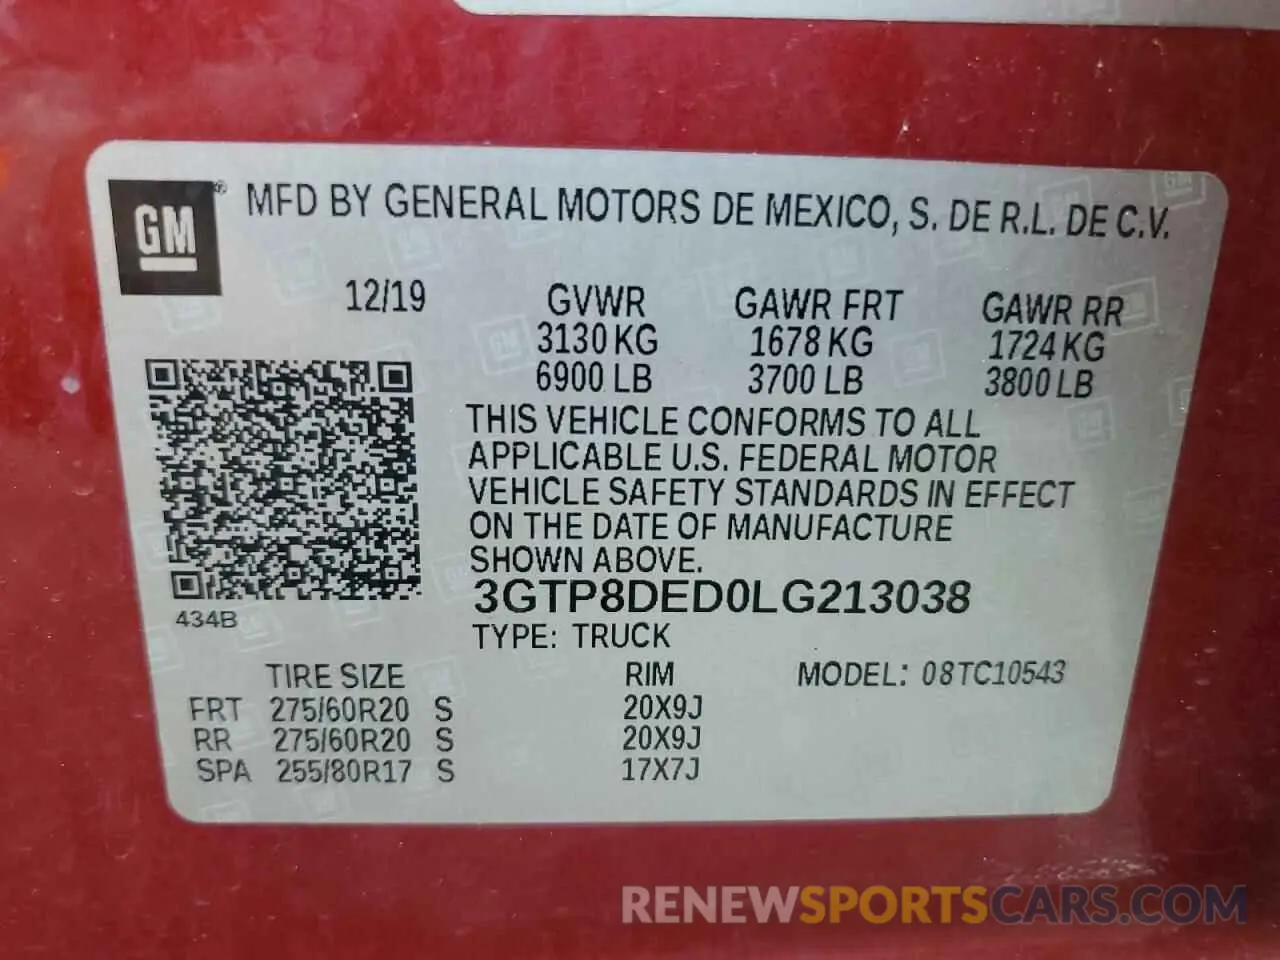 GM® MFD BY GENERAL MOTORS DE MEXICO, S. DE R.L. DE C.V.
12/19 GVWR GAWR FRT GAWR RR
3130 KG 1678 KG 1724 KG
6900 LB 3700 LB 3800 LB
THIS VEHICLE CONFORMS TO ALL
APPLICABLE U.S. FEDERAL MOTOR
VEHICLE SAFETY STANDARDS IN EFFECT
ON THE DATE OF MANUFACTURE
SHOWN ABOVE.
3GTP8DED0LG213038
434B
TYPE: TRUCK
TIRE SIZE RIM MODEL: 08TC10543
FRT 275/60R20 S 20X9J
RR 275/60R20 S 20X9J
SPA 255/80R17 S 17X7J
RENEWSPORTSCARS.COM